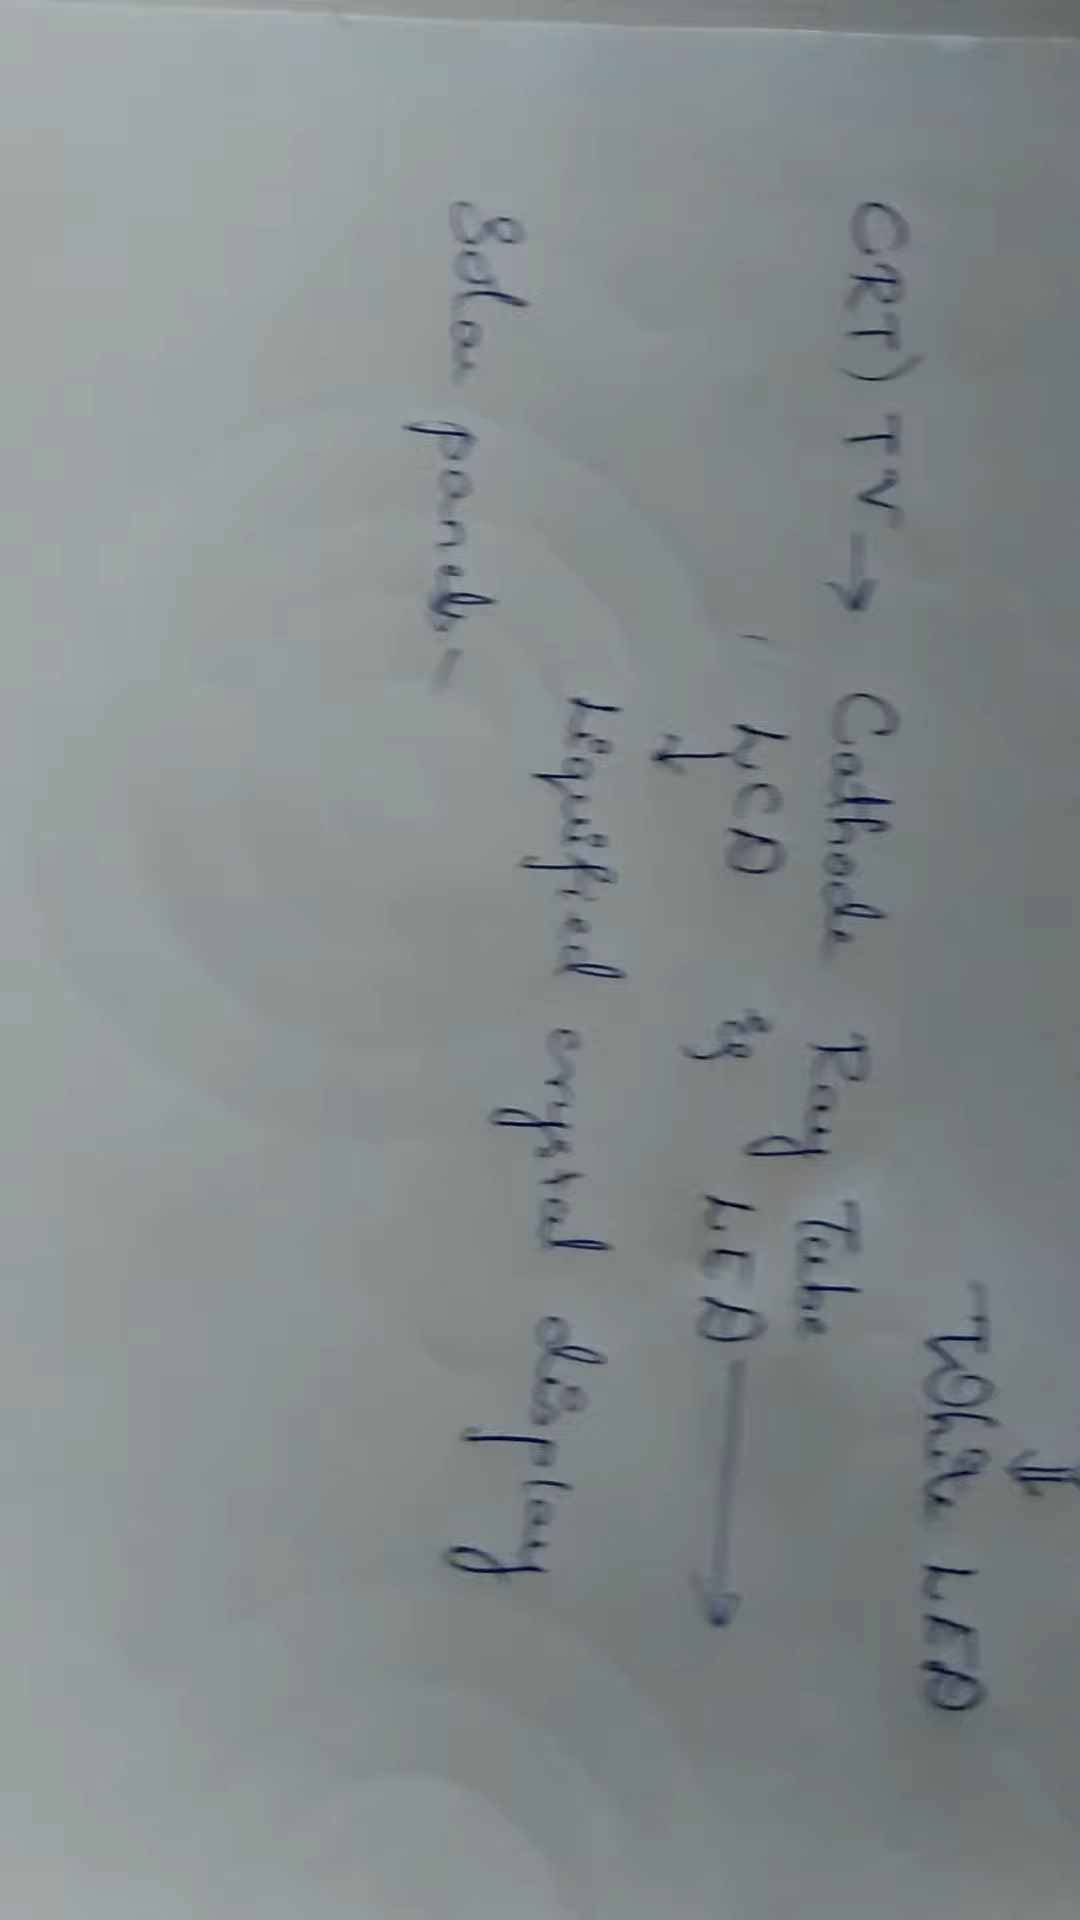 ⇓
White LED
CRT) TV → Cathode Ray Tube
LCD & LED →
↓
Liquified crystal display
Solar panels -